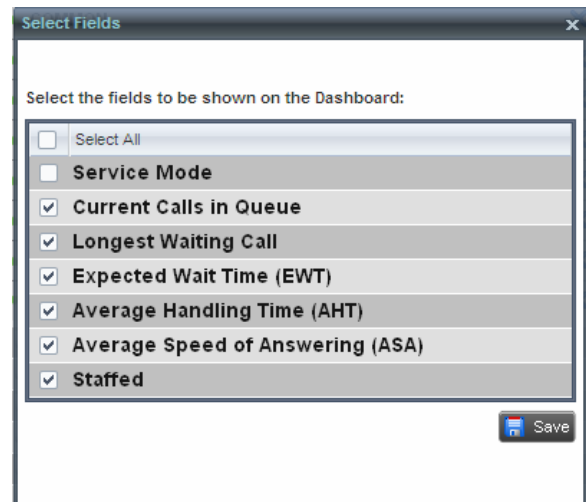 Select Fields
Select the fields to be shown on the Dashboard:
Select All
Service Mode
Current Calls in Queue
Longest Waiting Call
Expected Wait Time (EWT)
Average Handling Time (AHT)
Average Speed of Answering (ASA)
Staffed
Save